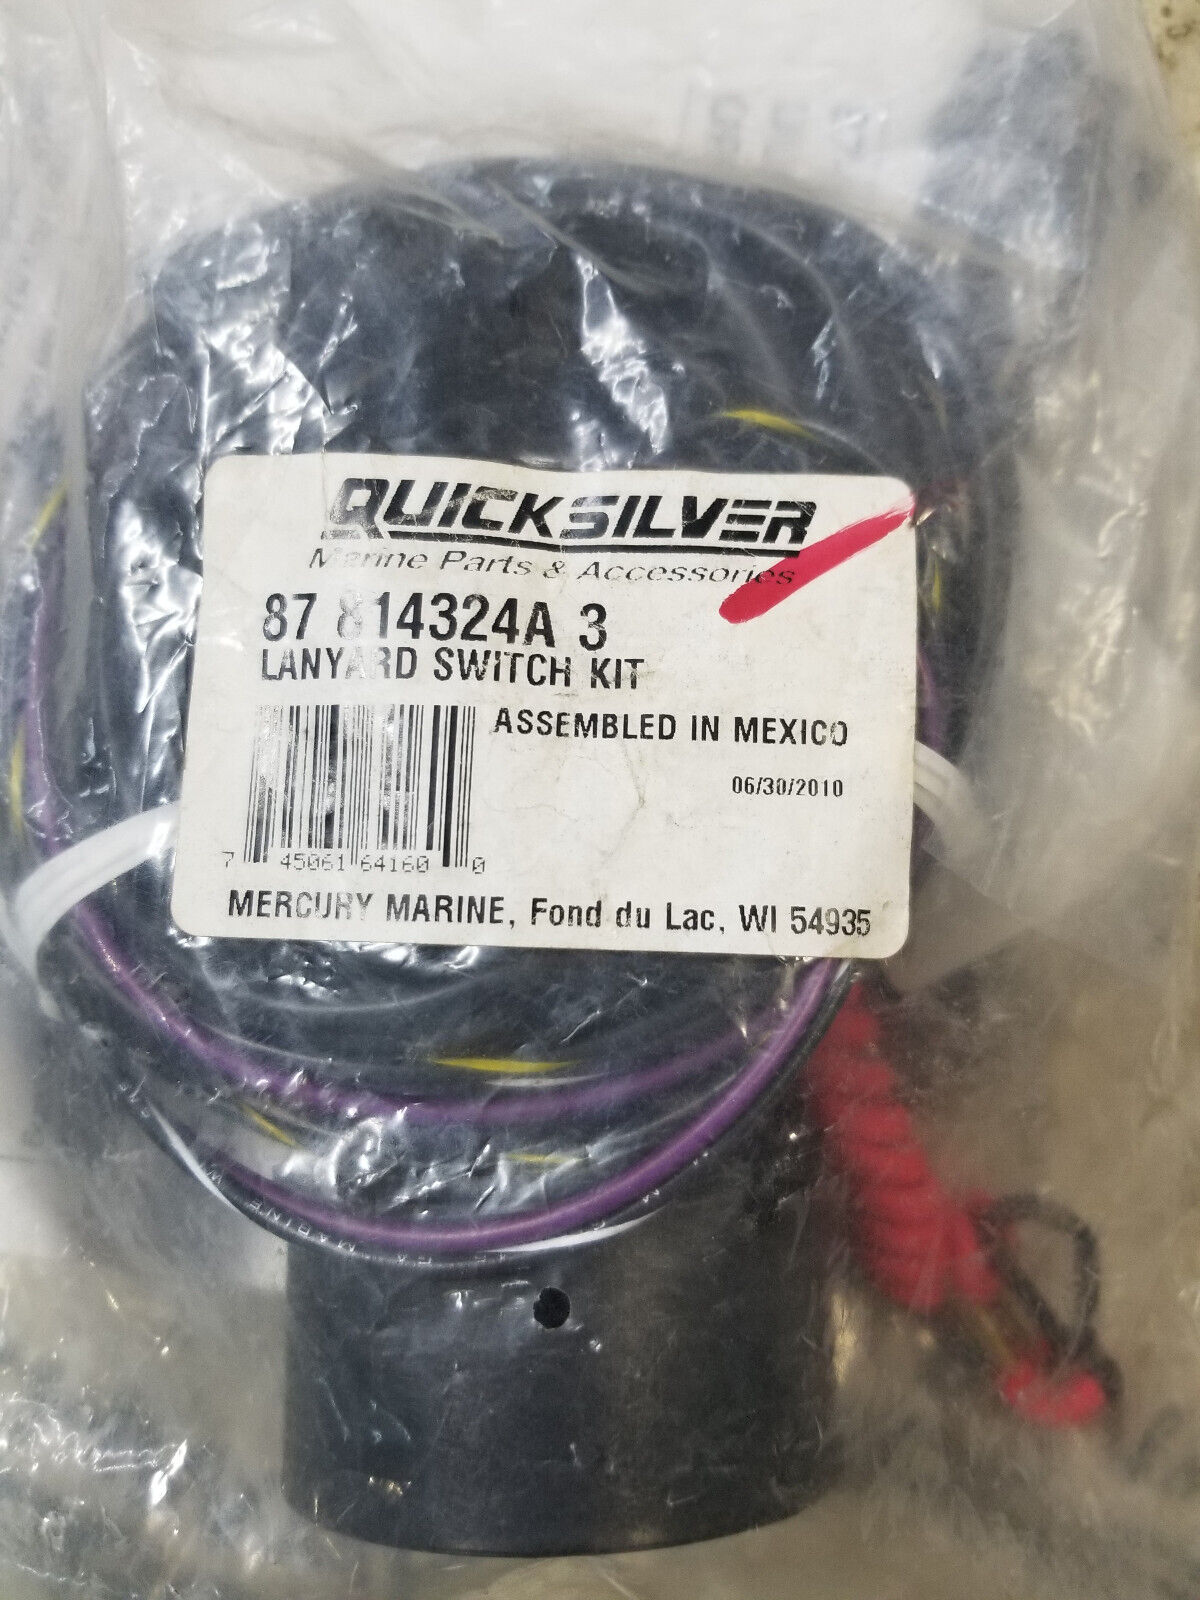 QUICKSILVER
Marine Parts & Accessories
87 814324A 3
LANYARD SWITCH KIT
ASSEMBLED IN MEXICO
06/30/2010
7 45061 64160 0
MERCURY MARINE, Fond du Lac, WI 54935
MARINE